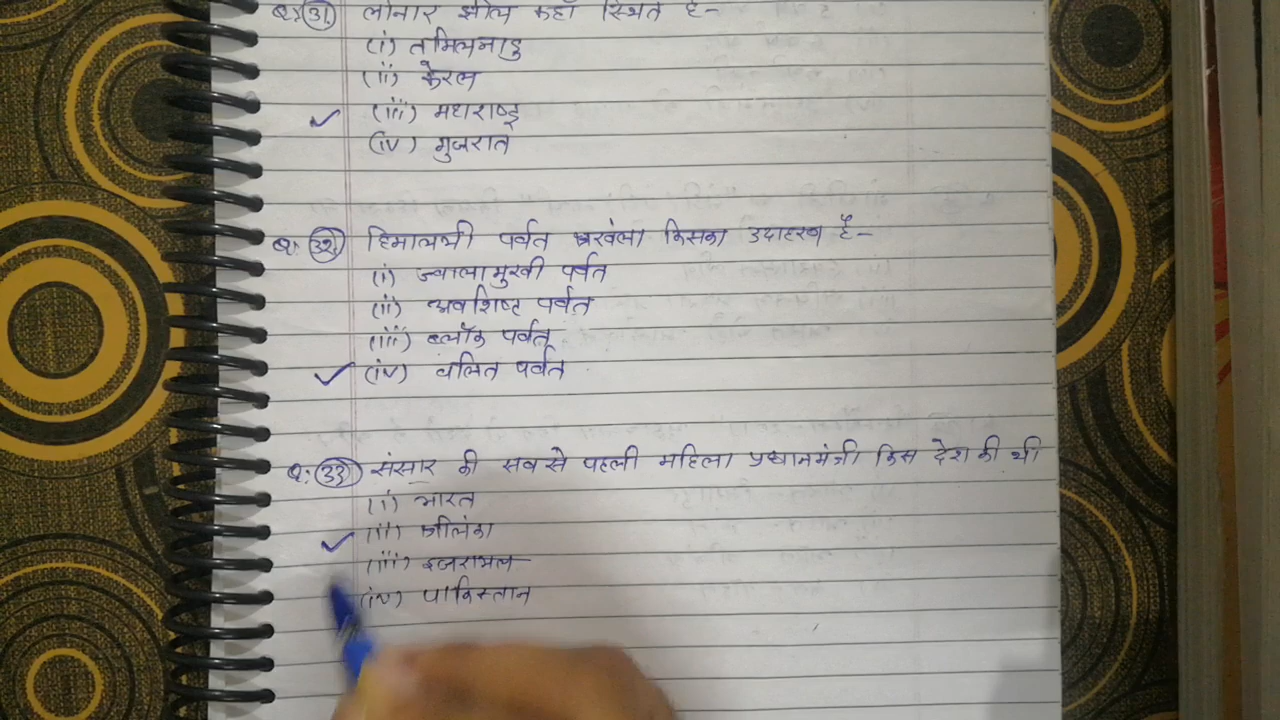 Q. 31. लोनार झील कहाँ स्थित है-
(i) तमिलनाडु
(ii) केरल
(iii) महाराष्ट्र
(iv) गुजरात
Q. 32. हिमालयी पर्वत श्रखंला किसका उदाहरण है-
(i) ज्वालामुखी पर्वत
(ii) अवशिष्ट पर्वत
(iii) ब्लॉक पर्वत
(iv) वलित पर्वत
Q. 33. संसार की सबसे पहली महिला प्रधानमंत्री किस देश की थी
(i) भारत
(ii) श्रीलंका
(iii) इजरायल
(iv) पाकिस्तान